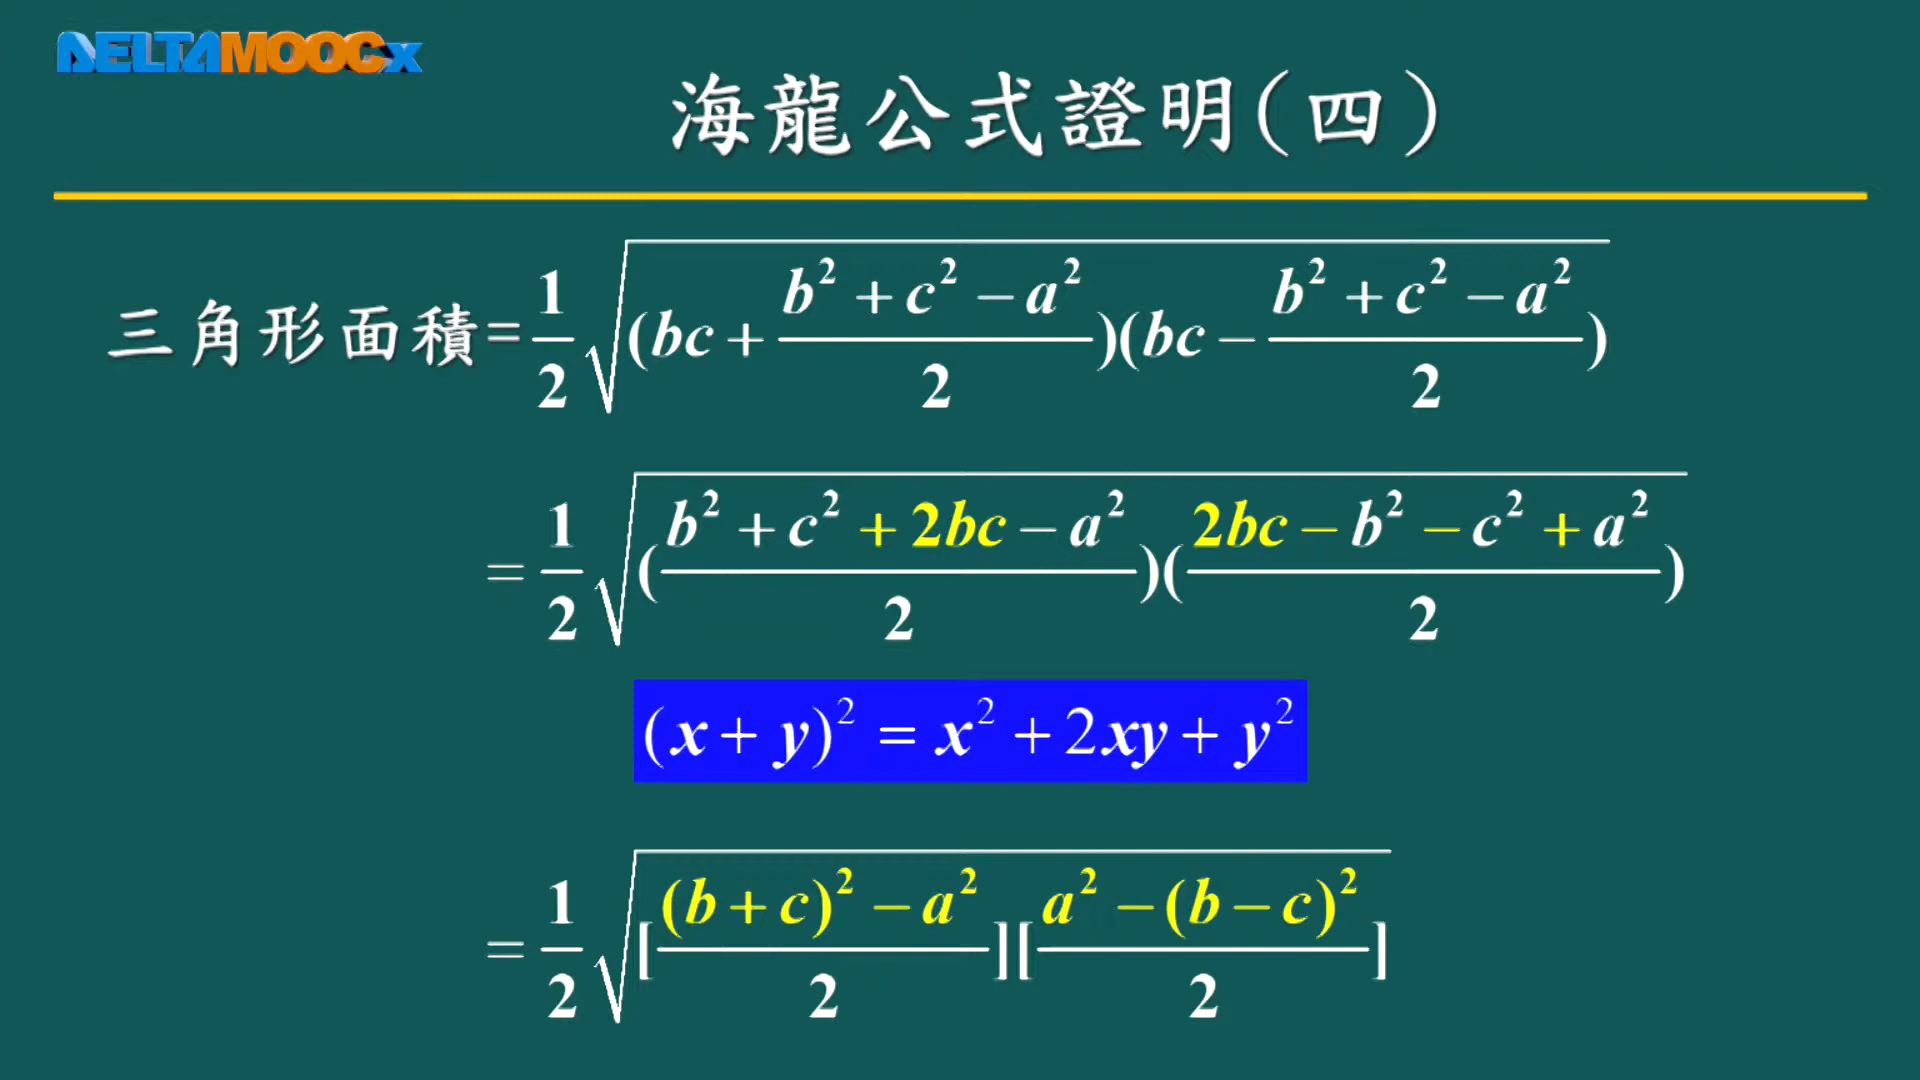 DELTAMOOCx
海龍公式證明(四)
三角形面積=1/2√((bc+(b²+c²−a²)/2)(bc−(b²+c²−a²)/2))
=1/2√(((b²+c²+2bc−a²)/2)((2bc−b²−c²+a²)/2))
(x+y)²=x²+2xy+y²
=1/2√([((b+c)²−a²)/2][(a²−(b−c)²)/2])